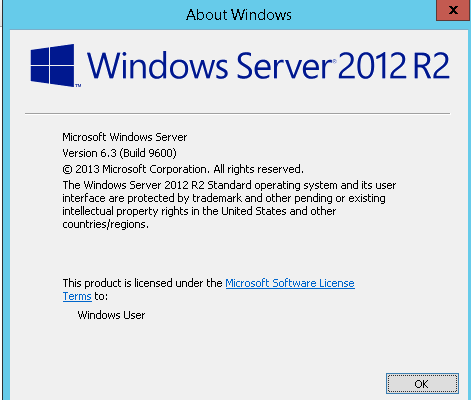 About Windows
x
Windows Server® 2012 R2
Microsoft Windows Server
Version 6.3 (Build 9600)
© 2013 Microsoft Corporation. All rights reserved.
The Windows Server 2012 R2 Standard operating system and its user
interface are protected by trademark and other pending or existing
intellectual property rights in the United States and other
countries/regions.
This product is licensed under the Microsoft Software License
Terms to:
Windows User
OK